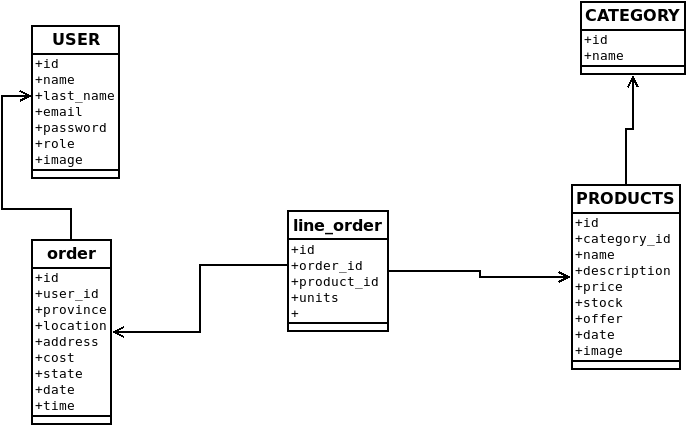 USER
+id
+name
+last_name
+email
+password
+role
+image
CATEGORY
+id
+name
order
+id
+user_id
+province
+location
+address
+cost
+state
+date
+time
line_order
+id
+order_id
+product_id
+units
+
PRODUCTS
+id
+category_id
+name
+description
+price
+stock
+offer
+date
+image